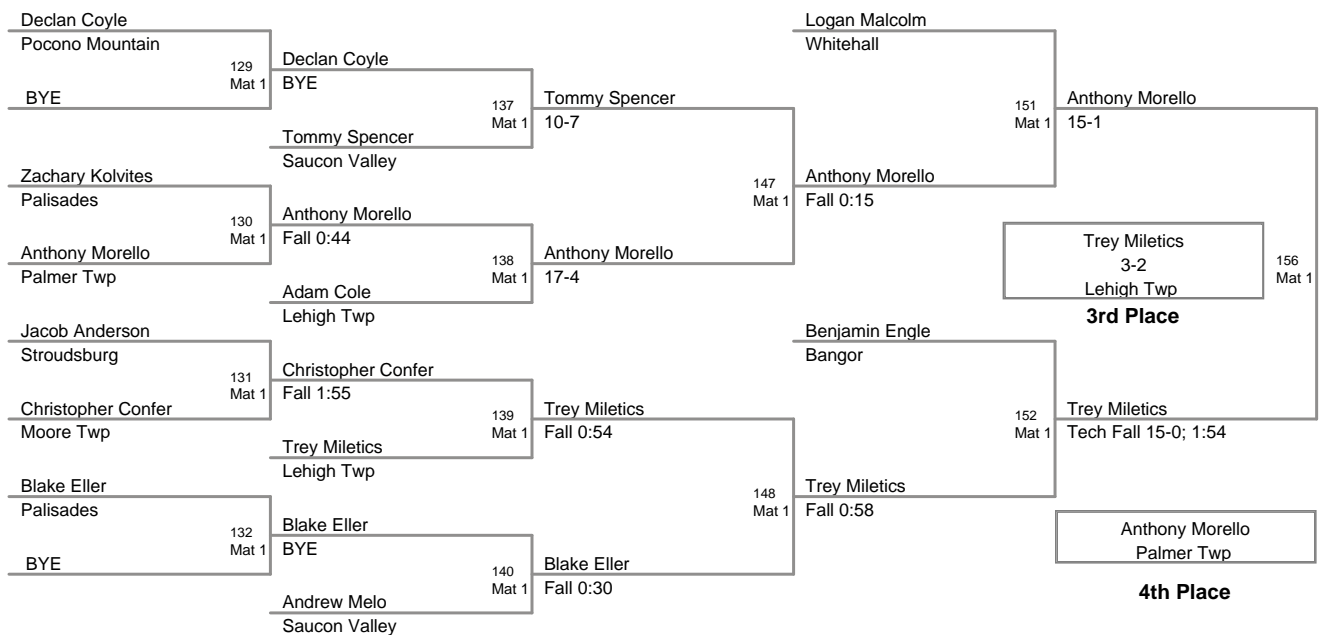 Declan Coyle
Pocono Mountain
129
Mat 1
BYE
Zachary Kolvites
Palisades
130
Mat 1
Anthony Morello
Palmer Twp
Jacob Anderson
Stroudsburg
131
Mat 1
Christopher Confer
Moore Twp
Blake Eller
Palisades
132
Mat 1
BYE
Declan Coyle
BYE
137
Mat 1
Tommy Spencer
Saucon Valley
Anthony Morello
Fall 0:44
138
Mat 1
Adam Cole
Lehigh Twp
Christopher Confer
Fall 1:55
139
Mat 1
Trey Miletics
Lehigh Twp
Blake Eller
BYE
140
Mat 1
Andrew Melo
Saucon Valley
Tommy Spencer
10-7
147
Mat 1
Anthony Morello
17-4
Trey Miletics
Fall 0:54
148
Mat 1
Blake Eller
Fall 0:30
Logan Malcolm
Whitehall
151
Mat 1
Anthony Morello
Fall 0:15
Benjamin Engle
Bangor
152
Mat 1
Trey Miletics
Fall 0:58
Anthony Morello
15-1
156
Mat 1
Trey Miletics
Tech Fall 15-0; 1:54
Trey Miletics
3-2
Lehigh Twp
3rd Place
Anthony Morello
Palmer Twp
4th Place